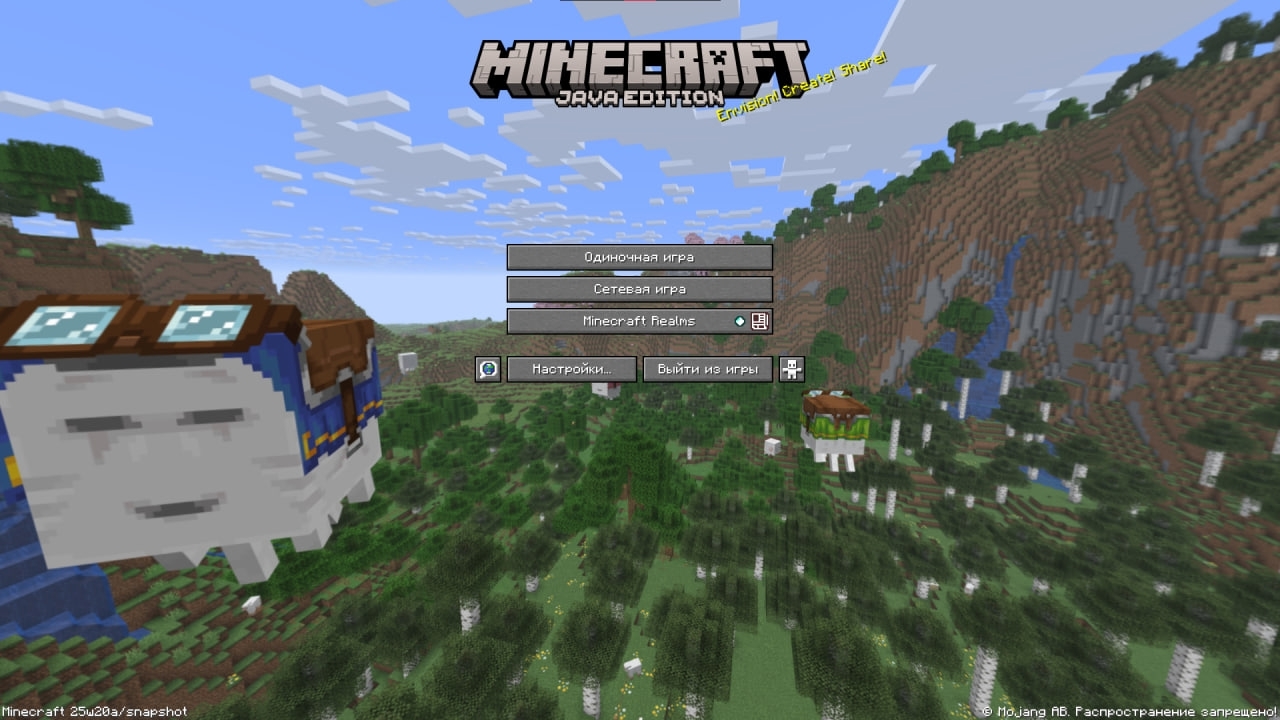 MINECRAFT
JAVA EDITION
Envision! Create! Share!
Одиночная игра
Сетевая игра
Minecraft Realms
Настройки...
Выйти из игры
Minecraft 25w20a/snapshot
© Mojang AB. Распространение запрещено!